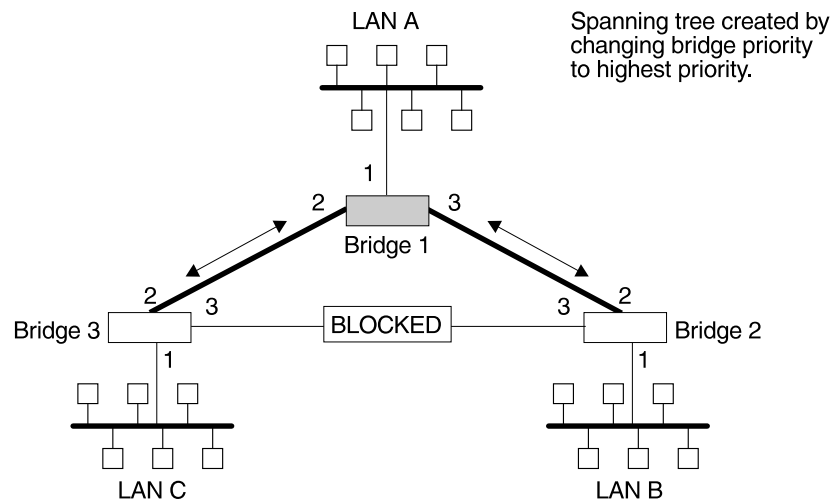 LAN A
Spanning tree created by
changing bridge priority
to highest priority.
1
2
3
Bridge 1
2
3
3
2
Bridge 3
BLOCKED
Bridge 2
1
1
LAN C
LAN B